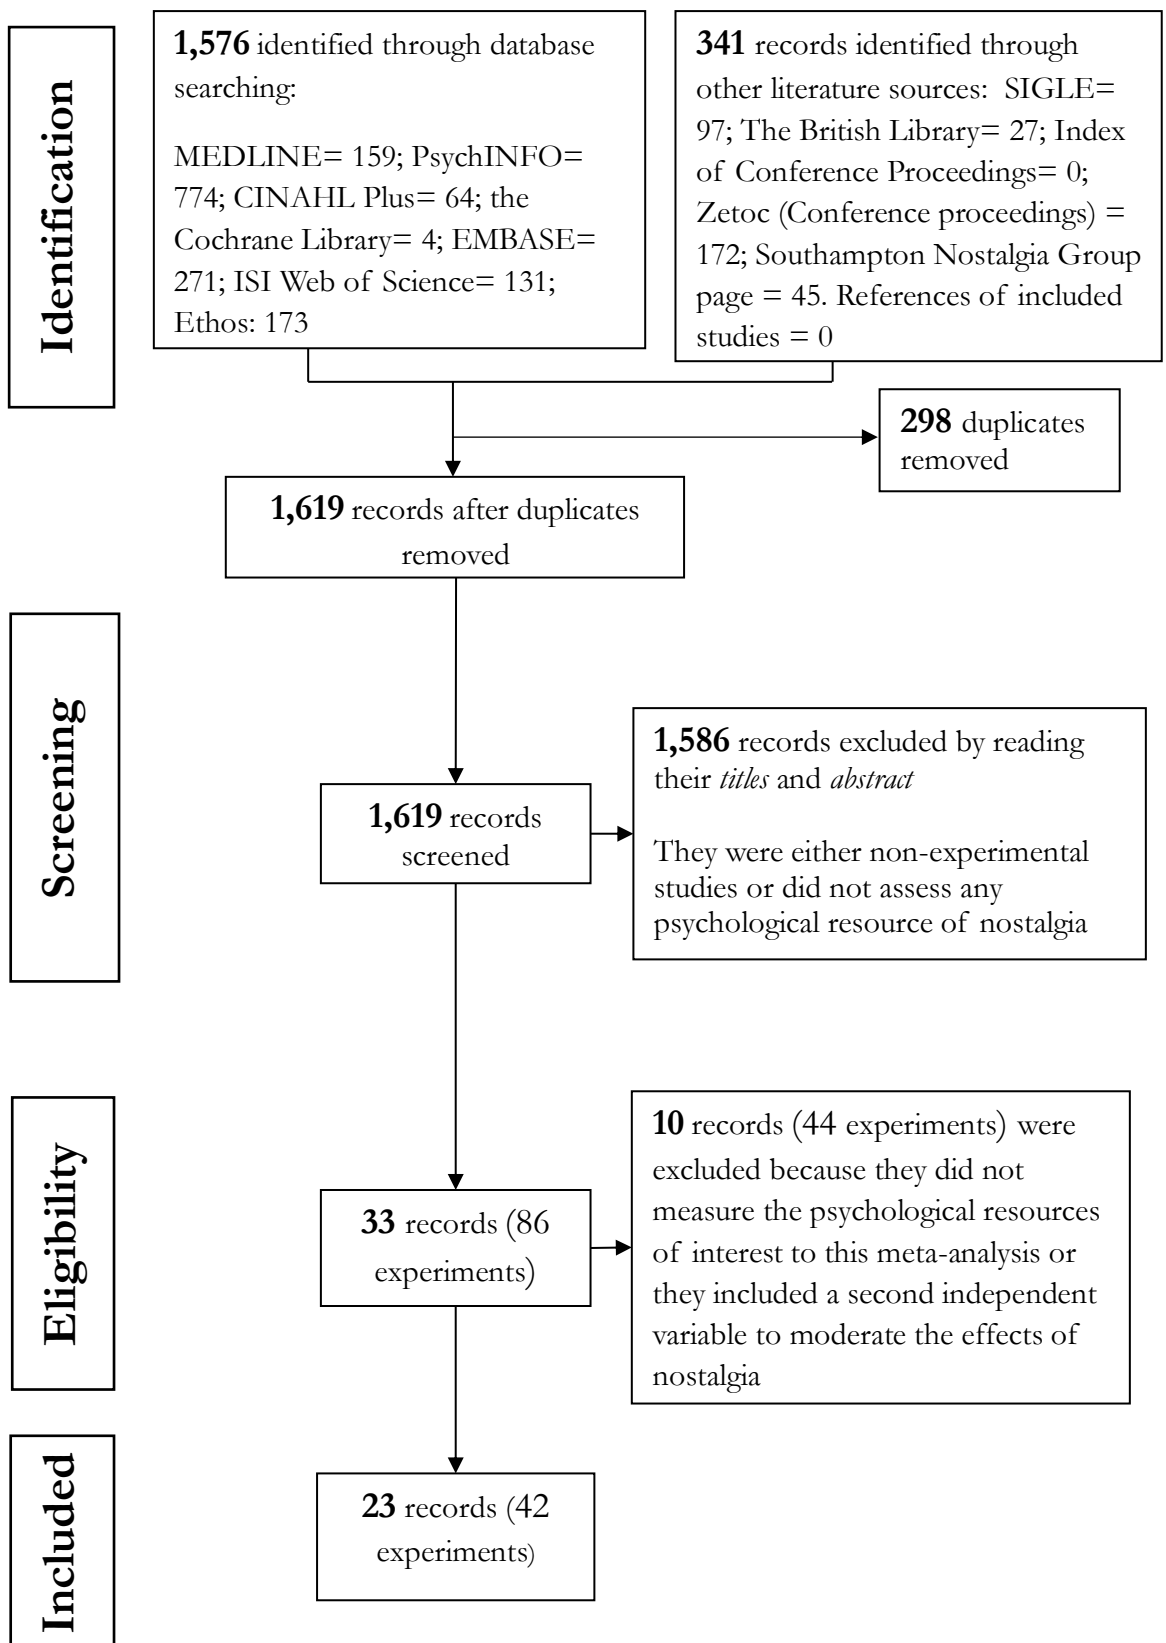 Identification
1,576 identified through database
searching:
MEDLINE= 159; PsychINFO=
774; CINAHL Plus= 64; the
Cochrane Library= 4; EMBASE=
271; ISI Web of Science= 131;
Ethos: 173
341 records identified through
other literature sources: SIGLE=
97; The British Library= 27; Index
of Conference Proceedings= 0;
Zetoc (Conference proceedings) =
172; Southampton Nostalgia Group
page = 45. References of included
studies = 0
298 duplicates
removed
1,619 records after duplicates
removed
Screening
1,619 records
screened
1,586 records excluded by reading
their titles and abstract
They were either non-experimental
studies or did not assess any
psychological resource of nostalgia
Eligibility
33 records (86
experiments)
10 records (44 experiments) were
excluded because they did not
measure the psychological resources
of interest to this meta-analysis or
they included a second independent
variable to moderate the effects of
nostalgia
Included
23 records (42
experiments)